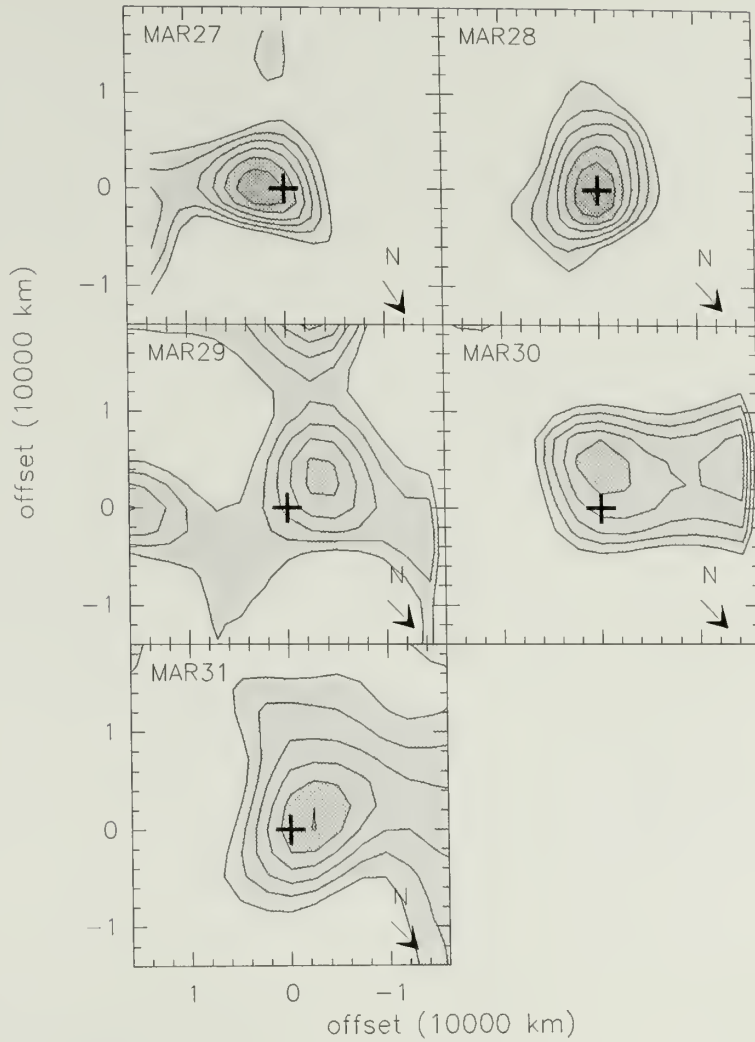 MAR27
MAR28
1
0
-1
N
N
MAR29
MAR30
1
0
-1
N
N
MAR31
1
0
-1
N
1 0 -1
offset (10000 km)
offset (10000 km)